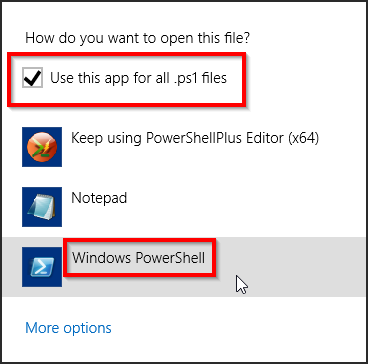 How do you want to open this file?
Use this app for all .ps1 files
Keep using PowerShellPlus Editor (x64)
Notepad
Windows PowerShell
More options